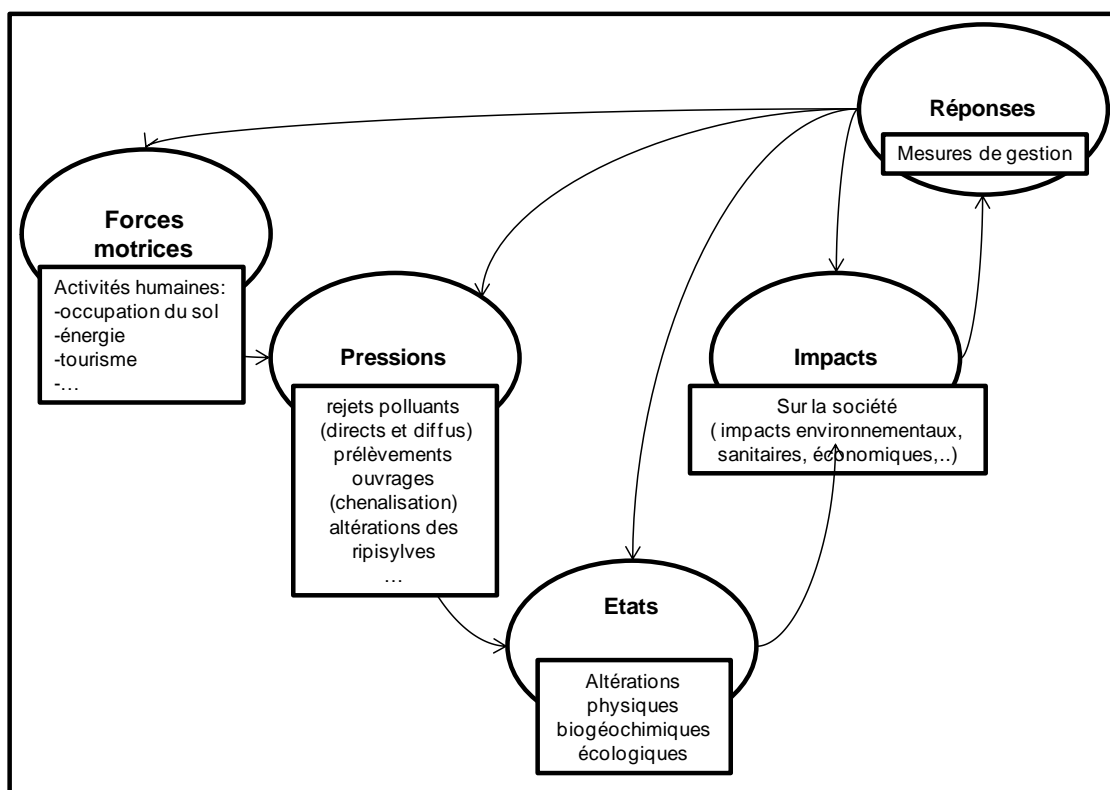 Réponses
Mesures de gestion
Forces
motrices
Activités humaines:
-occupation du sol
-énergie
-tourisme
-...
Pressions
rejets polluants
(directs et diffus)
prélèvements
ouvrages
(chenalisation)
altérations des
ripisylves
...
Impacts
Sur la société
( impacts environnementaux,
sanitaires, économiques,..)
Etats
Altérations
physiques
biogéochimiques
écologiques